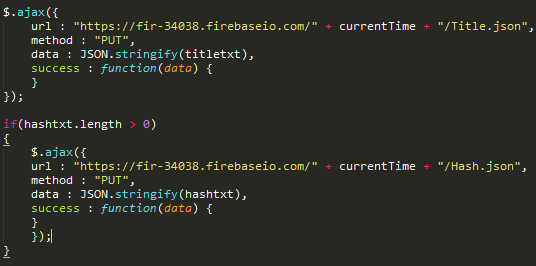 $.ajax({
    url : "https://fir-34038.firebaseio.com/" + currentTime + "/Title.json",
    method : "PUT",
    data : JSON.stringify(titletxt),
    success : function(data) {
    }
});
if(hashtxt.length > 0)
{
    $.ajax({
    url : "https://fir-34038.firebaseio.com/" + currentTime + "/Hash.json",
    method : "PUT",
    data : JSON.stringify(hashtxt),
    success : function(data) {
    }
    });
}